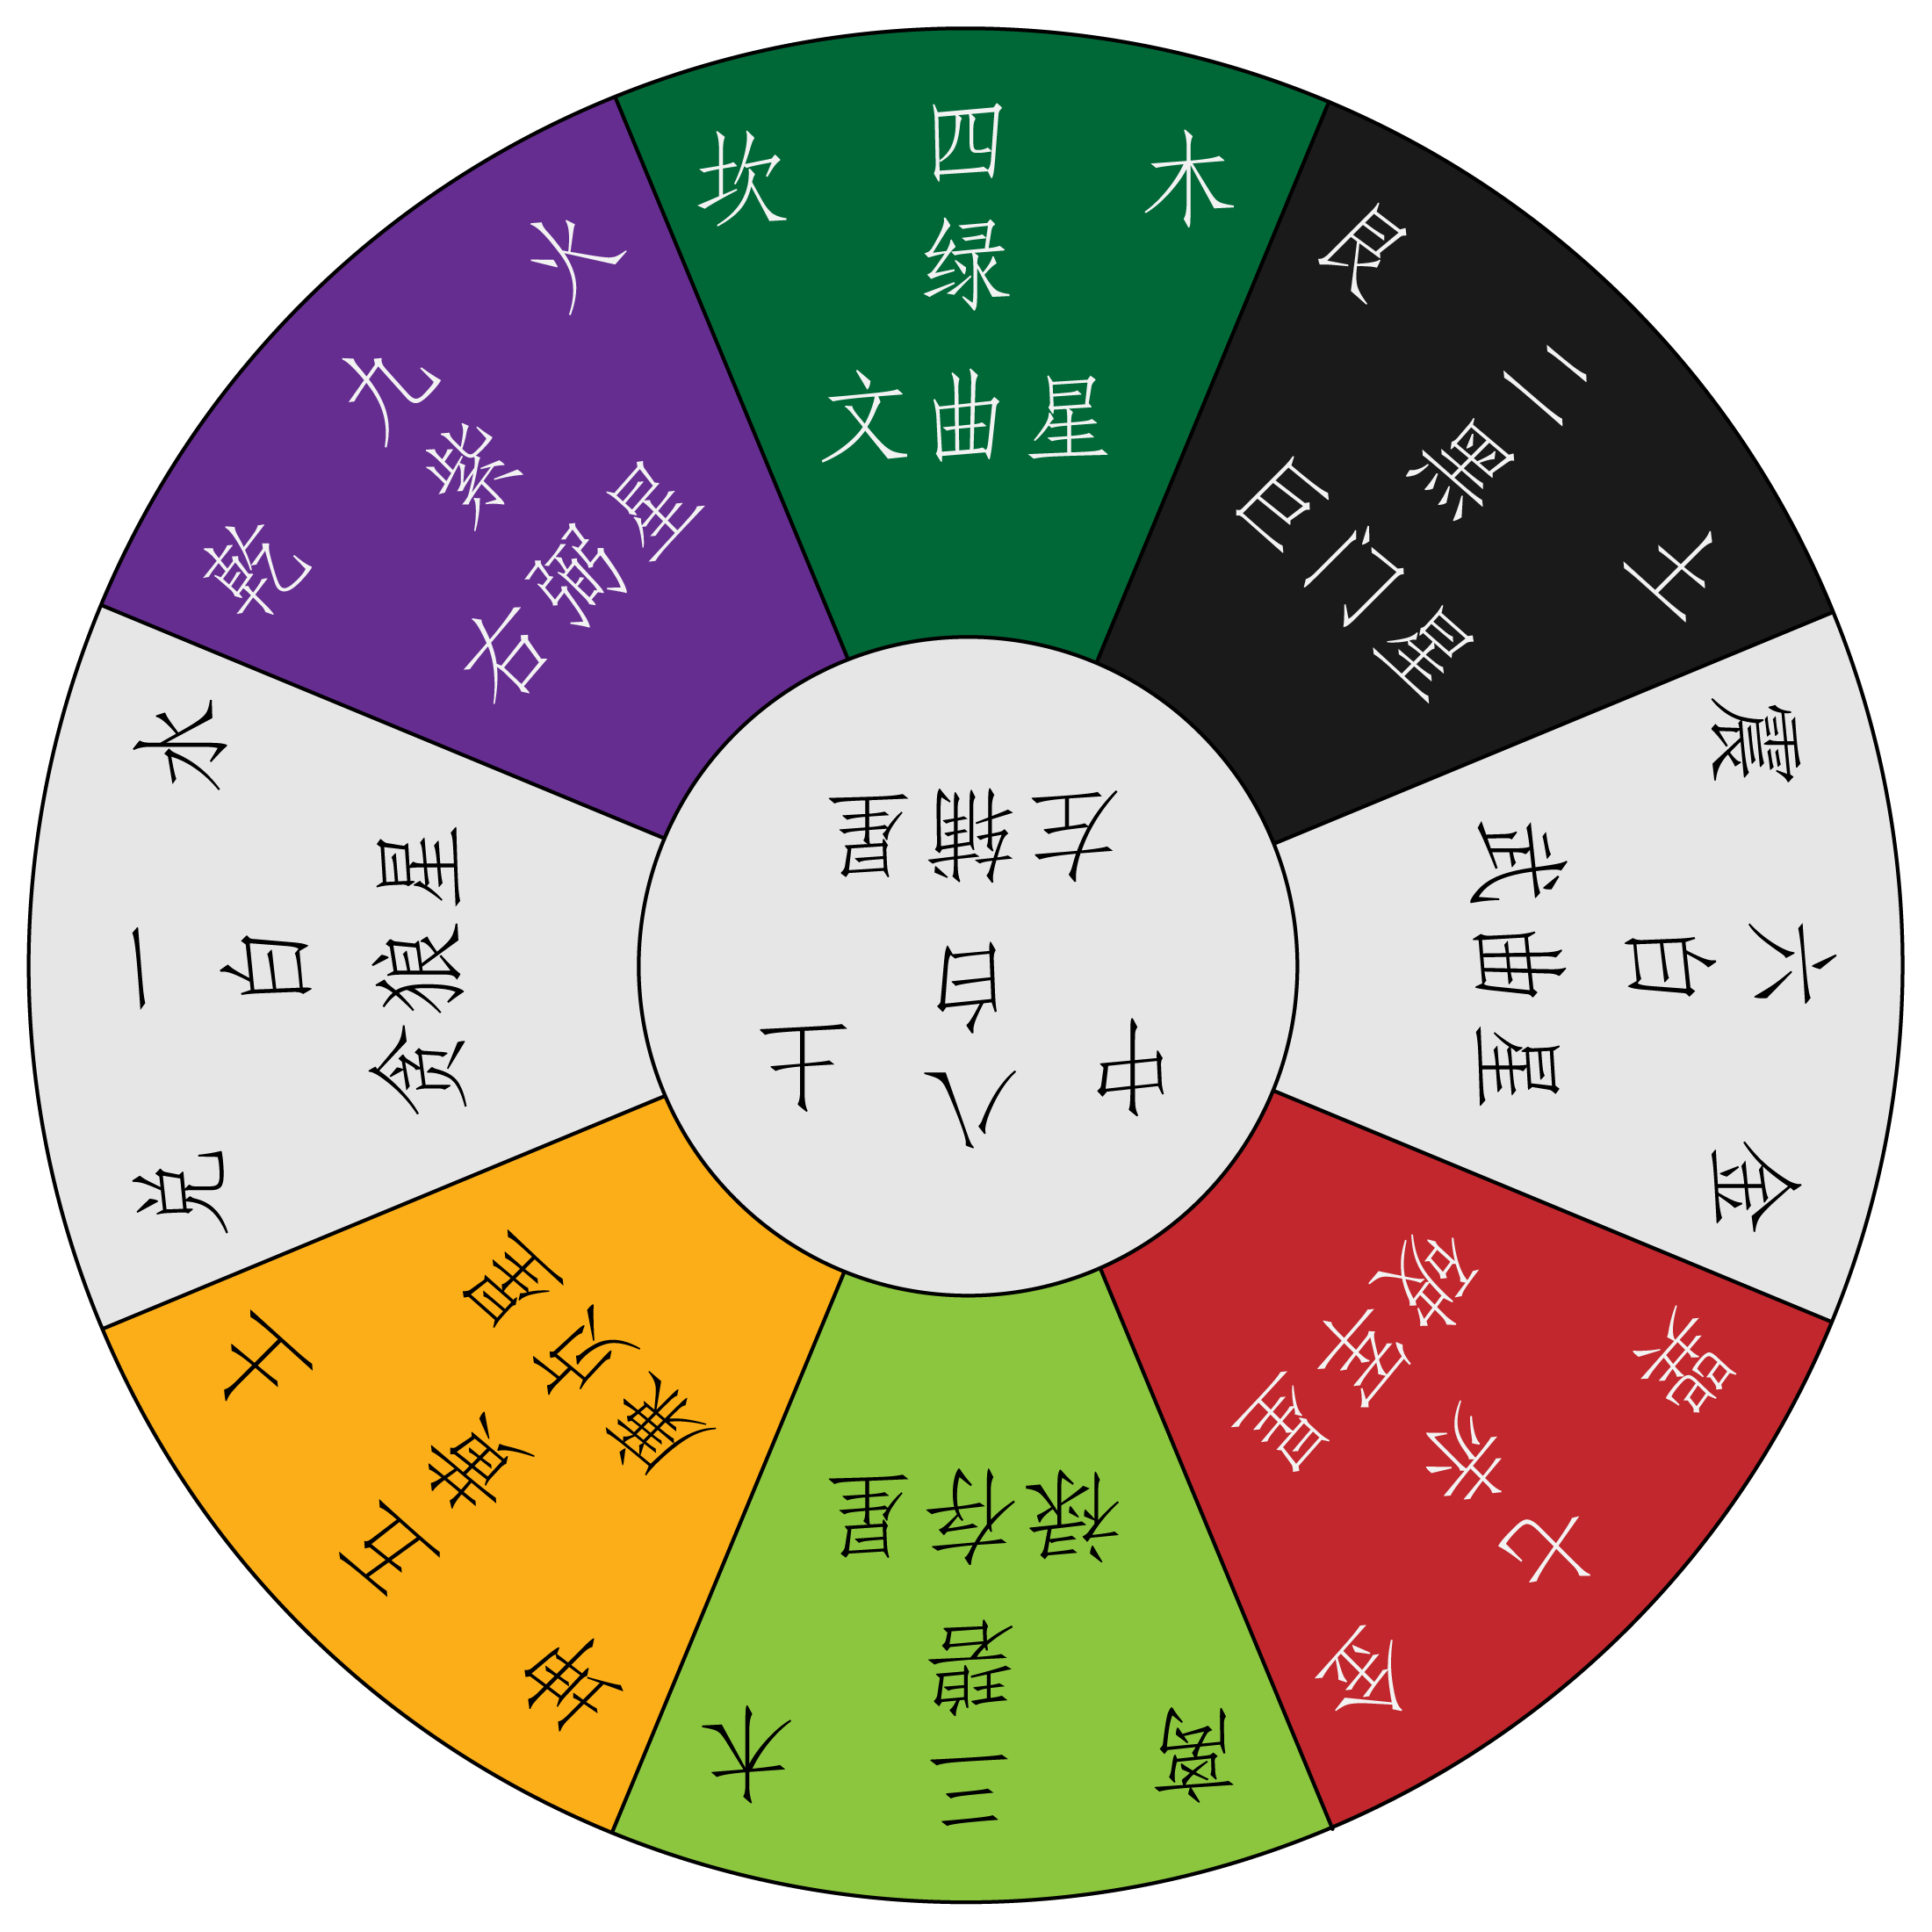 坎 四 木
绿
文曲星
艮 二 土
黑
巨门星
震 六 金
白
武曲星
巽 七 金
赤
破军星
离 三 木
碧
禄存星
坤 五 土
黄
廉贞星
兑 一 水
白
贪狼星
乾 九 火
紫
右弼星
中 八 土
白
左辅星